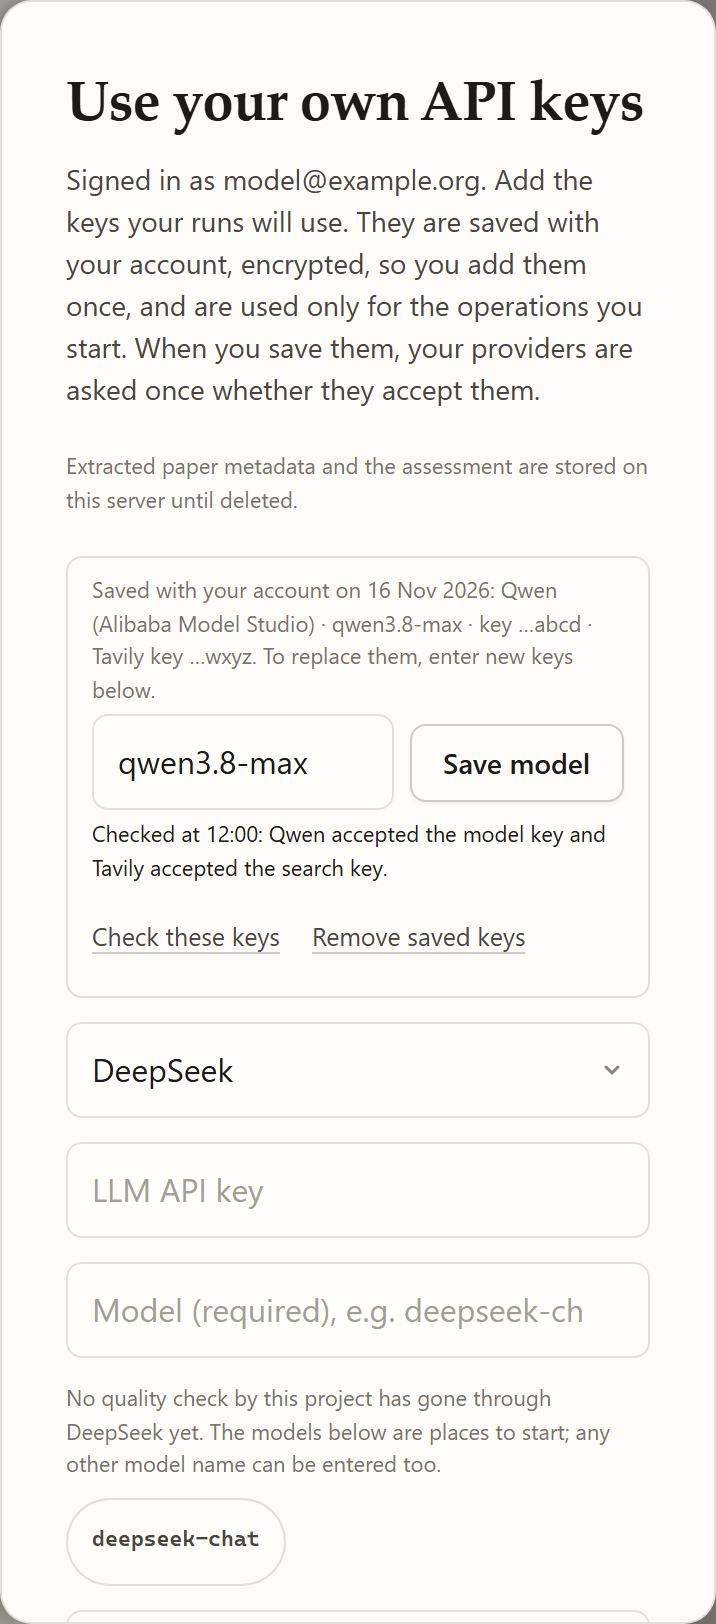 Use your own API keys
Signed in as model@example.org. Add the
keys your runs will use. They are saved with
your account, encrypted, so you add them
once, and are used only for the operations you
start. When you save them, your providers are
asked once whether they accept them.
Extracted paper metadata and the assessment are stored on
this server until deleted.
Saved with your account on 16 Nov 2026: Qwen
(Alibaba Model Studio) · qwen3.8-max · key …abcd ·
Tavily key …wxyz. To replace them, enter new keys
below.
qwen3.8-max
Save model
Checked at 12:00: Qwen accepted the model key and
Tavily accepted the search key.
Check these keys
Remove saved keys
DeepSeek
LLM API key
Model (required), e.g. deepseek-ch
No quality check by this project has gone through
DeepSeek yet. The models below are places to start; any
other model name can be entered too.
deepseek-chat